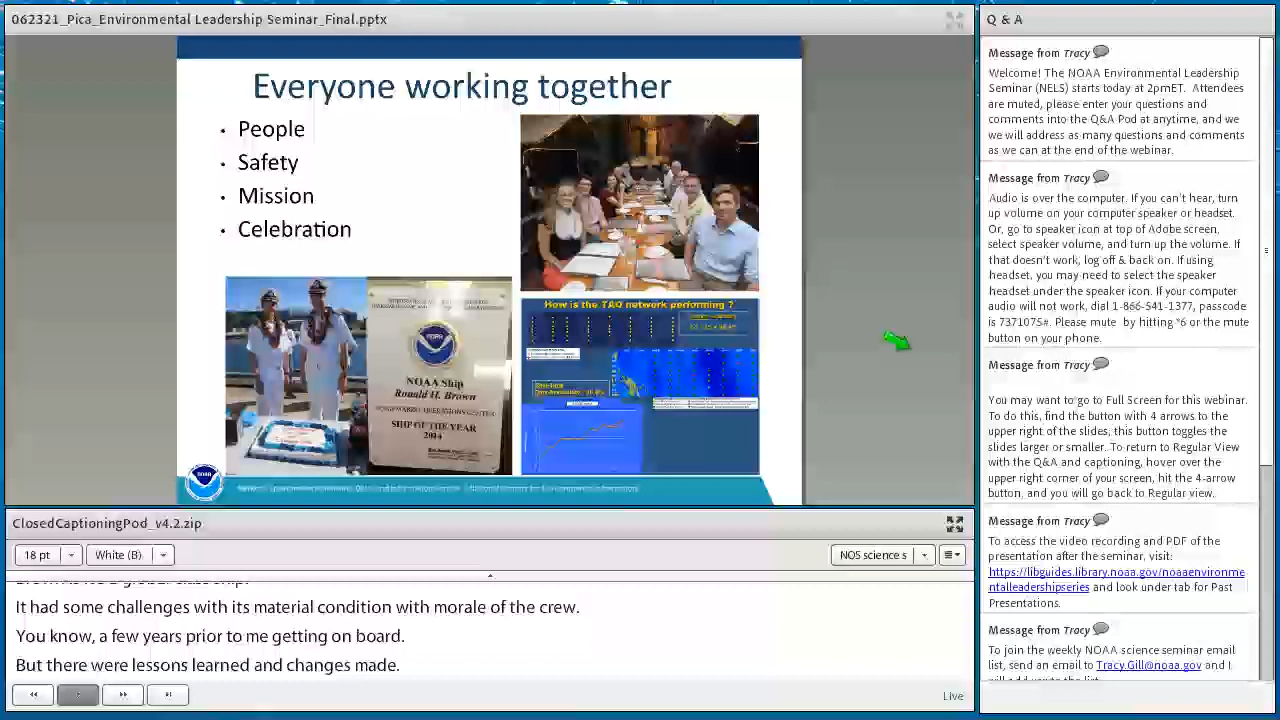 062321_Pica_Environmental Leadership Seminar_Final.pptx
Everyone working together
• People
• Safety
• Mission
• Celebration
How is the TAO network performing ?
NOAA
NOAA Ship
Ronald H. Brown
SHIP OF THE YEAR
2014
NOAA
ClosedCaptioningPod_v4.2.zip
18 pt
White (B)
NOS science s
It had some challenges with its material condition with morale of the crew.
You know, a few years prior to me getting on board.
But there were lessons learned and changes made.
Live
Q & A
Message from Tracy
Welcome! The NOAA Environmental Leadership
Seminar (NELS) starts today at 2pmET. Attendees
are muted, please enter your questions and
comments into the Q&A Pod at anytime, and we
we will address as many questions and comments
as we can at the end of the webinar.
Message from Tracy
Audio is over the computer. If you can't hear, turn
up volume on your computer speaker or headset.
Or, go to speaker icon at top of Adobe screen,
select speaker volume, and turn up the volume. If
that doesn't work, log off & back on. If using
headset, you may need to select the speaker
headset under the speaker icon. If your computer
audio will not work, dial 1-866-541-1377, passcode
is 7371075#. Please mute by hitting *6 or the mute
button on your phone.
Message from Tracy
You may want to go to Full Screen for this webinar.
To do this, find the button with 4 arrows to the
upper right of the slides, this button toggles the
slides larger or smaller. To return to Regular View
with the Q&A and captioning, hover over the
upper right corner of your screen, hit the 4-arrow
button, and you will go back to Regular view.
Message from Tracy
To access the video recording and PDF of the
presentation after the seminar, visit:
https://libguides.library.noaa.gov/noaaenvironme
ntalleadershipseries and look under tab for Past
Presentations.
Message from Tracy
To join the weekly NOAA science seminar email
list, send an email to Tracy.Gill@noaa.gov and I
will add you to the list.